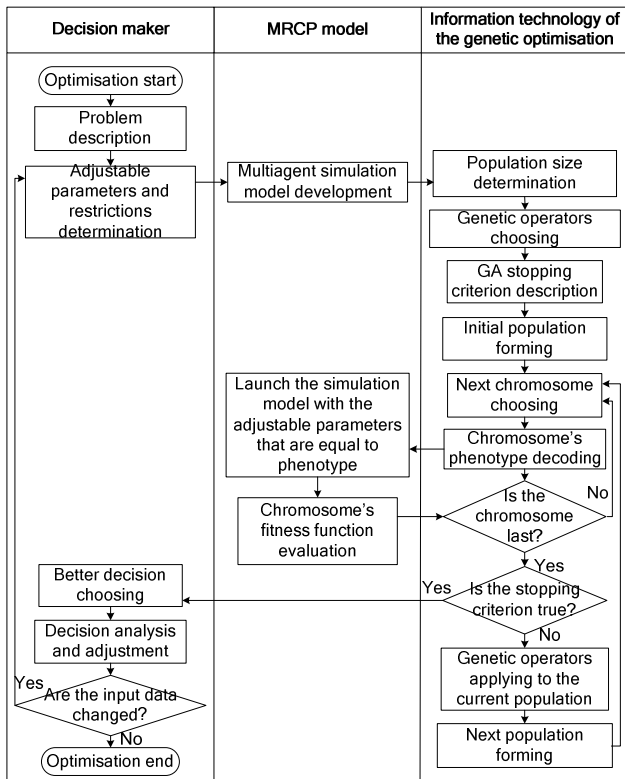 Decision maker
MRCP model
Information technology of
the genetic optimisation
Optimisation start
Problem
description
Adjustable
parameters and
restrictions
determination
Multiagent simulation
model development
Population size
determination
Genetic operators
choosing
GA stopping
criterion description
Initial population
forming
Next chromosome
choosing
Chromosome's
phenotype decoding
Launch the simulation
model with the
adjustable parameters
that are equal to
phenotype
Chromosome's
fitness function
evaluation
Is the
chromosome
last?
No
Yes
Is the stopping
criterion true?
Yes
No
Better decision
choosing
Decision analysis
and adjustment
Are the input data
changed?
Yes
No
Optimisation end
Genetic operators
applying to the
current population
Next population
forming